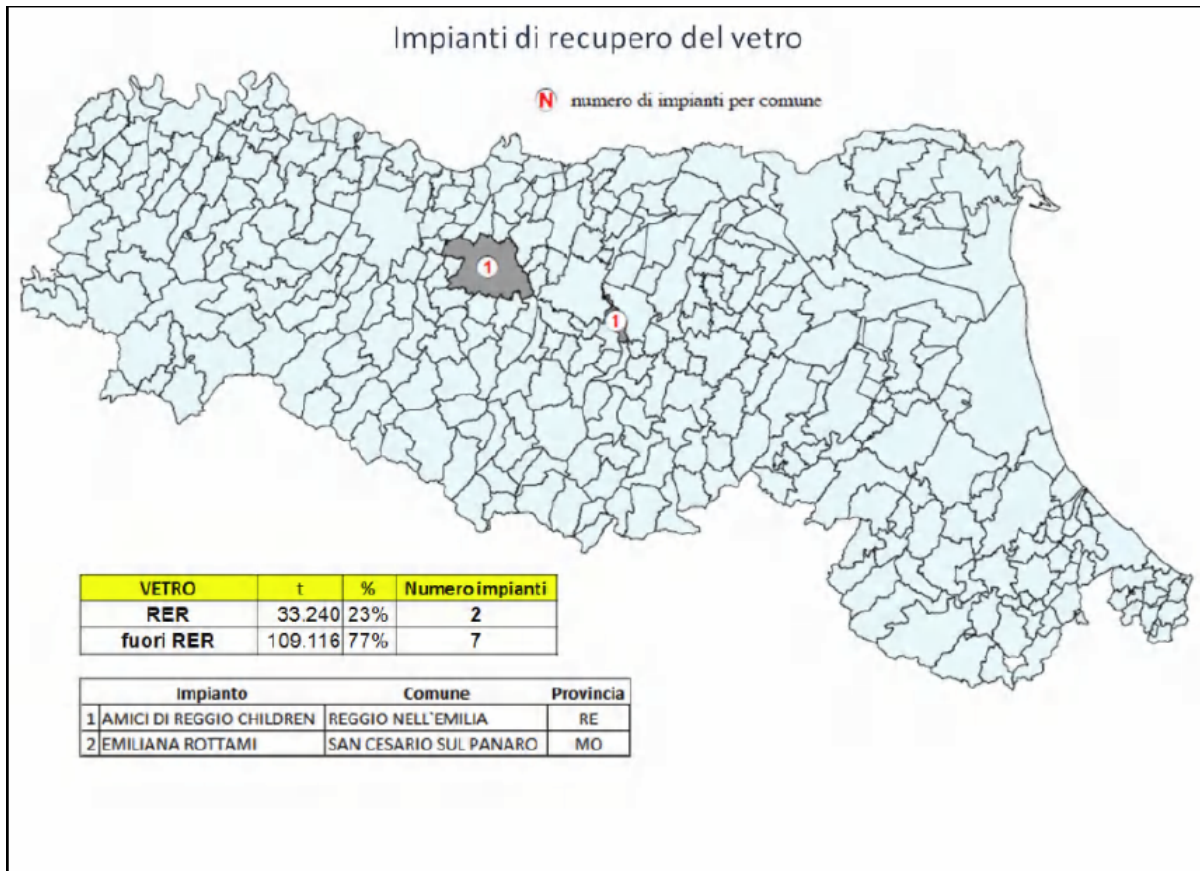 Impianti di recupero del vetro
N numero di impianti per comune
1
1
VETRO t % Numero impianti
RER 33.240 23% 2
fuori RER 109.116 77% 7
Impianto Comune Provincia
1 AMICI DI REGGIO CHILDREN REGGIO NELL`EMILIA RE
2 EMILIANA ROTTAMI SAN CESARIO SUL PANARO MO